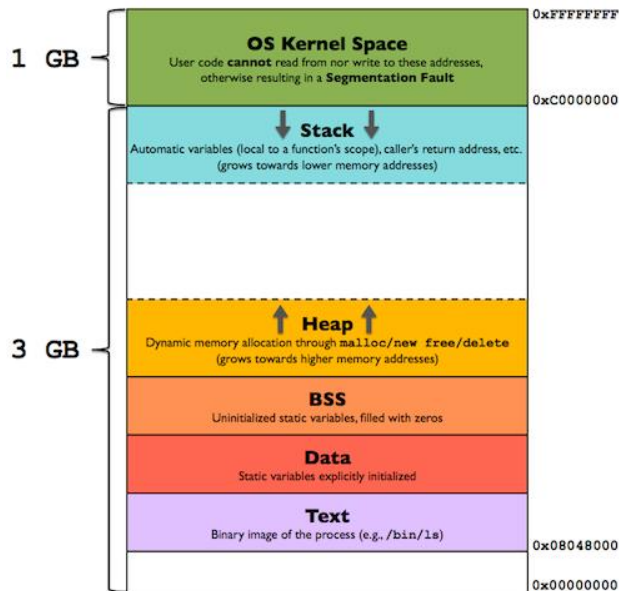 0xFFFFFFFF
OS Kernel Space
1 GB
User code cannot read from nor write to these addresses,
otherwise resulting in a Segmentation Fault
0xC0000000
Stack
Automatic variables (local to a function's scope), caller's return address, etc.
(grows towards lower memory addresses)
Heap
3 GB
Dynamic memory allocation through malloc/new free/delete
(grows towards higher memory addresses)
BSS
Uninitialized static variables, filled with zeros
Data
Static variables explicitly initialized
Text
Binary image of the process (e.g., /bin/ls)
0x08048000
0x00000000